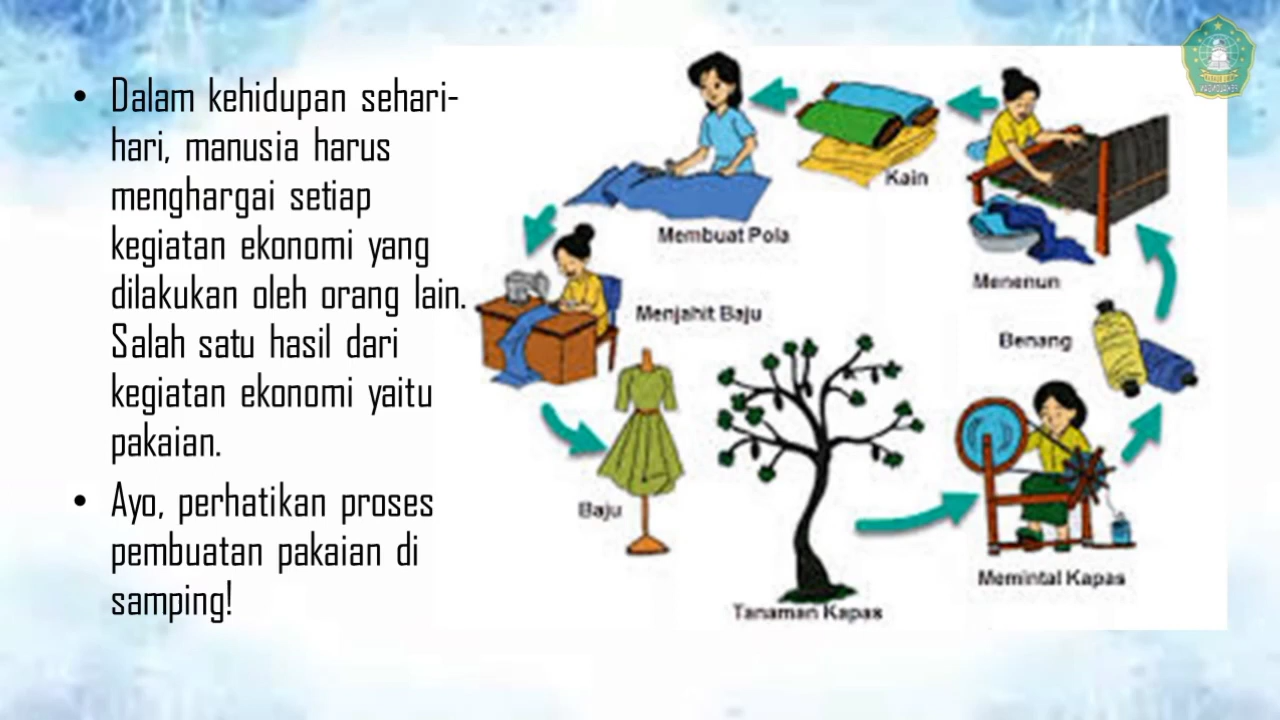 • Dalam kehidupan sehari-
hari, manusia harus
menghargai setiap
kegiatan ekonomi yang
dilakukan oleh orang lain.
Salah satu hasil dari
kegiatan ekonomi yaitu
pakaian.
• Ayo, perhatikan proses
pembuatan pakaian di
samping!
Kain
Membuat Pola
Menenun
Menjahit Baju
Benang
Baju
Memintal Kapas
Tanaman Kapas